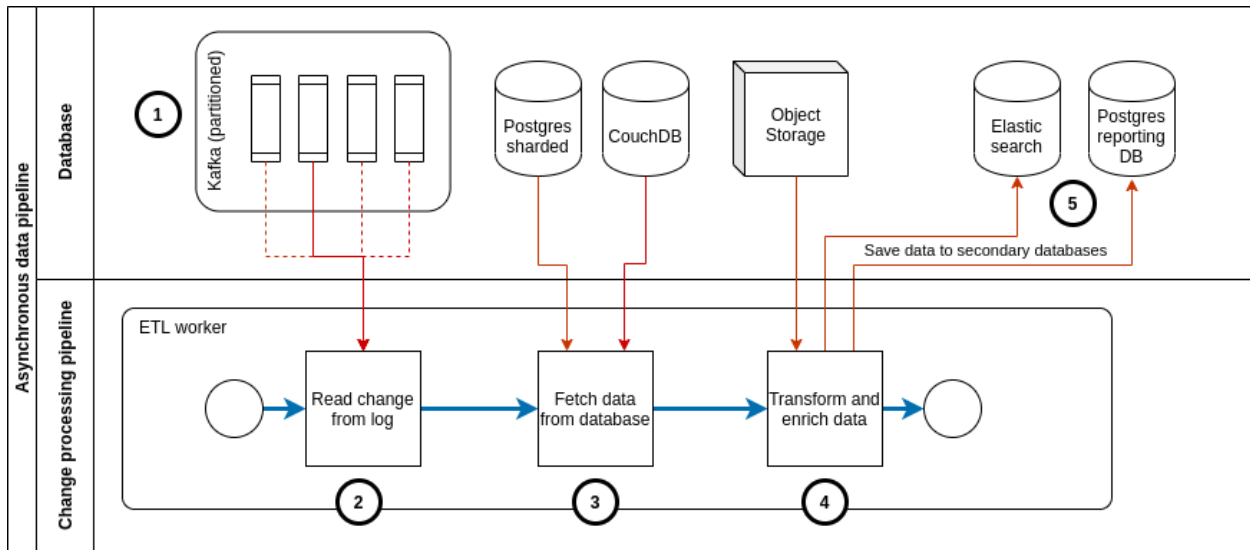 Asynchronous data pipeline
Database
1
Kafka (partitioned)
Postgres
sharded
CouchDB
Object
Storage
Elastic
search
Postgres
reporting
DB
5
Save data to secondary databases
Change processing pipeline
ETL worker
Read change
from log
Fetch data
from database
Transform and
enrich data
2
3
4